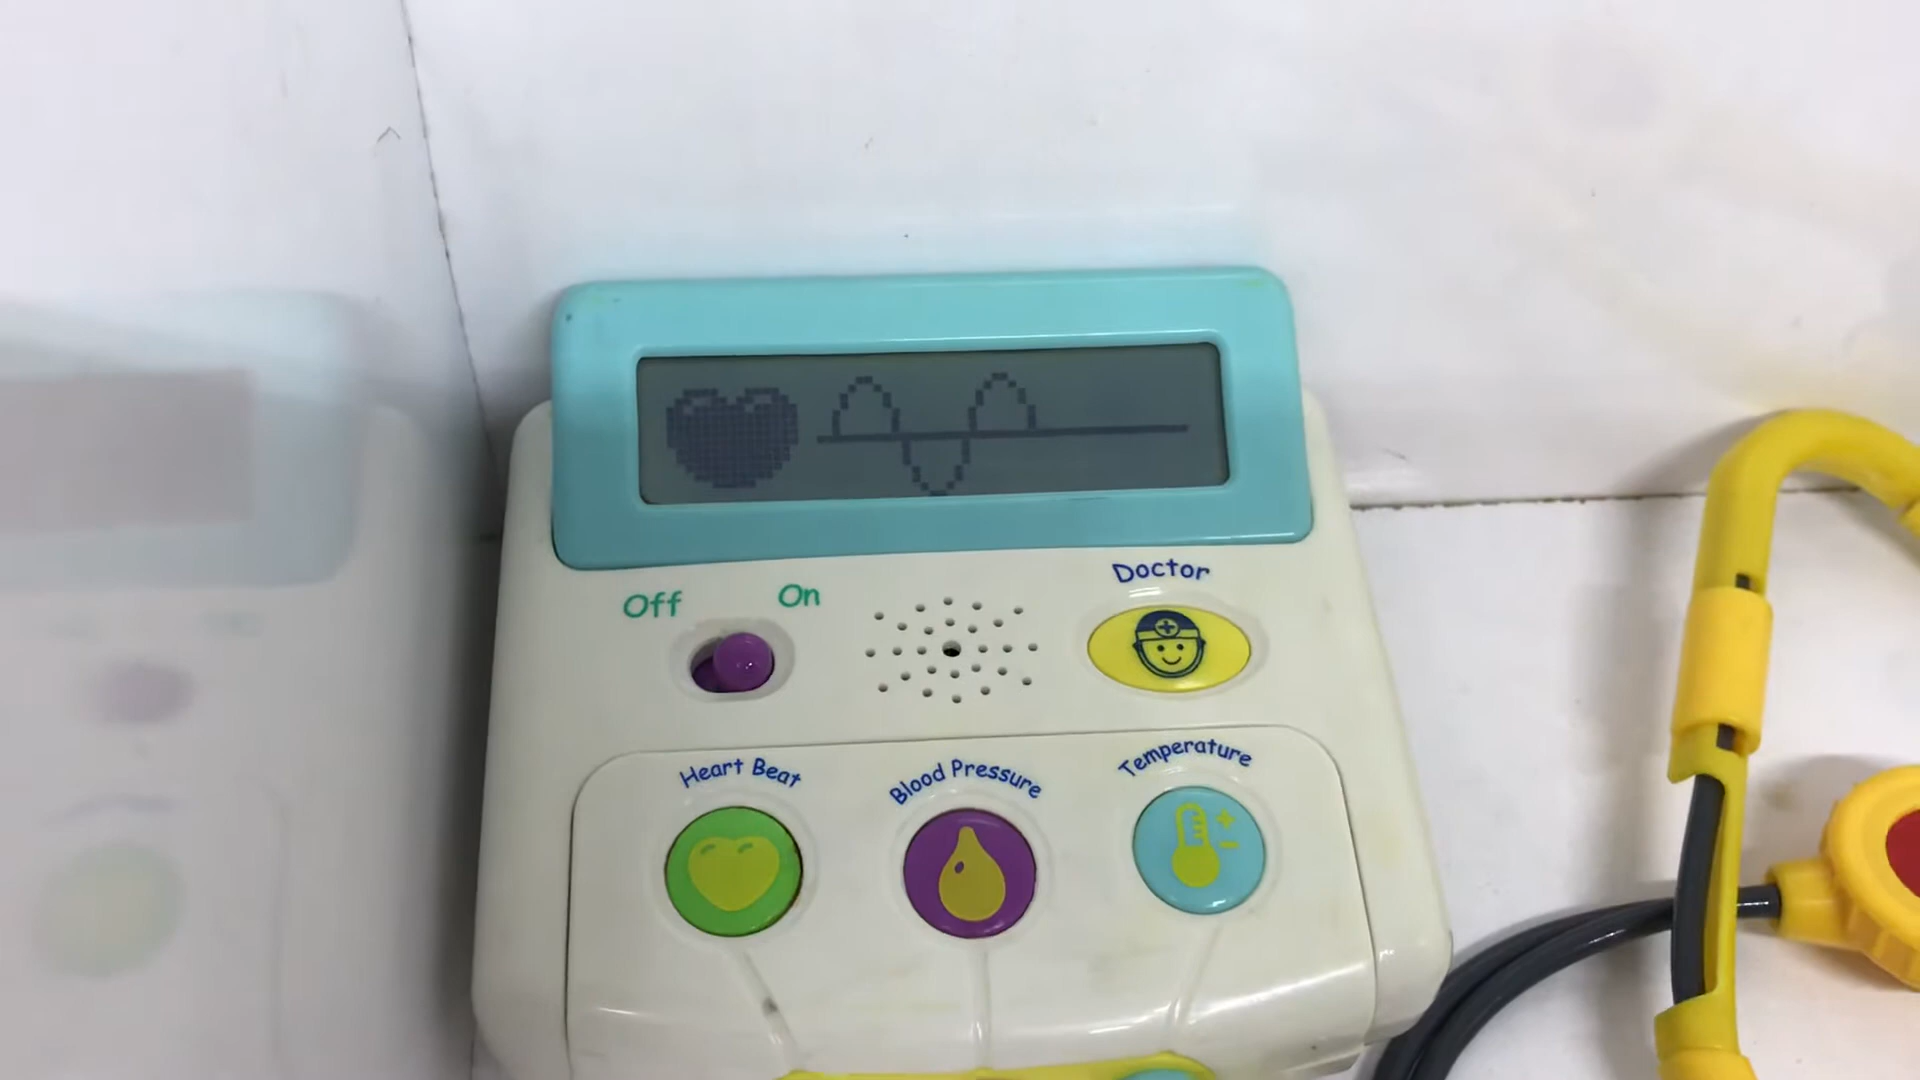 Off On
Doctor
Heart Beat
Blood Pressure
Temperature